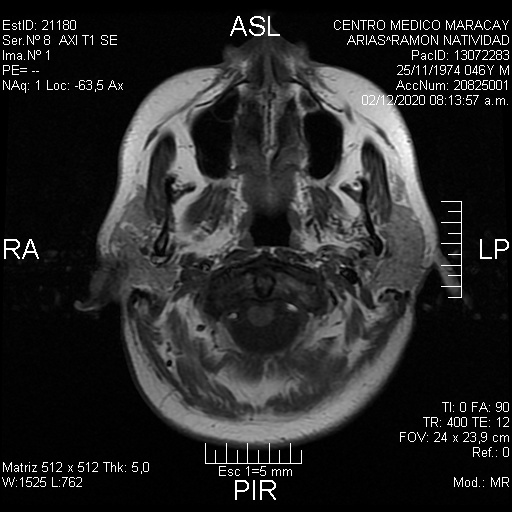 EstID: 21180
Ser.Nº 8 AXI T1 SE
Ima.Nº 1
PE= --
NAq: 1 Loc: -63,5 Ax
ASL
CENTRO MEDICO MARACAY
ARIAS^RAMON NATIVIDAD
PacID: 13072283
25/11/1974 046Y M
AccNum: 20825001
02/12/2020 08:13:57 a.m.
RA
LP
TI: 0 FA: 90
TR: 400 TE: 12
FOV: 24 x 23,9 cm
Ref.: 0
Matriz 512 x 512 Thk: 5,0
W:1525 L:762
Esc 1=5 mm
PIR
Mod.: MR